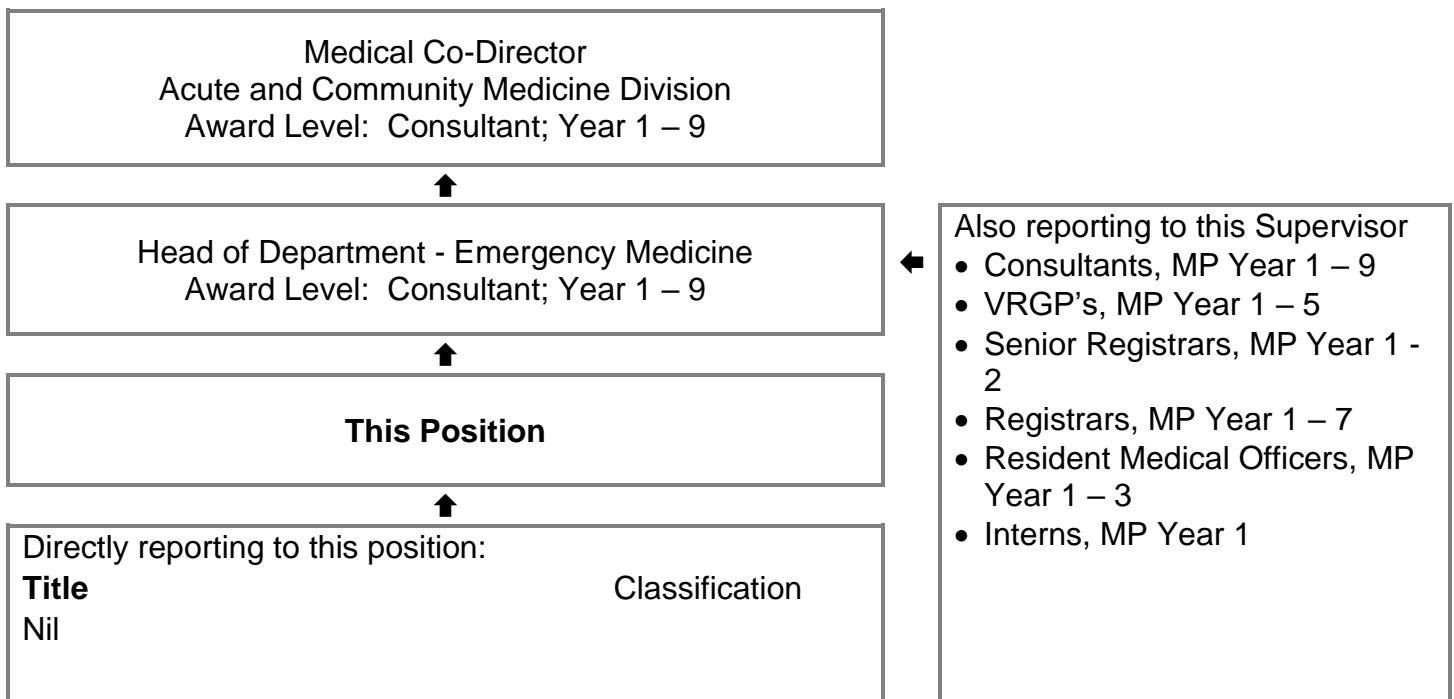 Medical Co-Director
Acute and Community Medicine Division
Award Level:  Consultant; Year 1 – 9
Head of Department - Emergency Medicine
Award Level:  Consultant; Year 1 – 9
Also reporting to this Supervisor
• Consultants, MP Year 1 – 9
• VRGP's, MP Year 1 – 5
• Senior Registrars, MP Year 1 -
2
• Registrars, MP Year 1 – 7
• Resident Medical Officers, MP
Year 1 – 3
• Interns, MP Year 1
This Position
Directly reporting to this position:
Title Classification
Nil